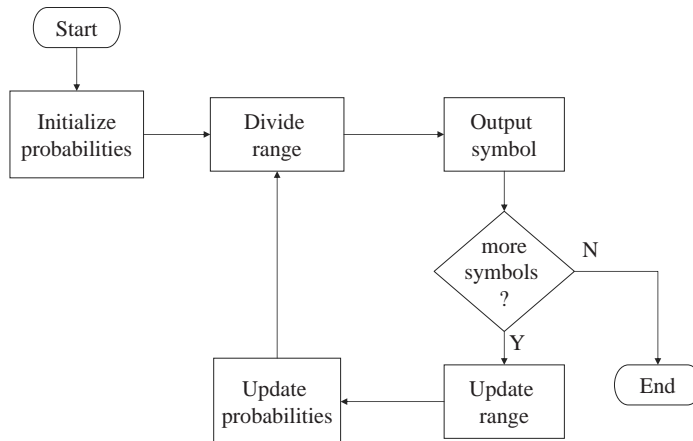 Start
Initialize
probabilities
Divide
range
Output
symbol
more
symbols
?
N
Y
Update
probabilities
Update
range
End